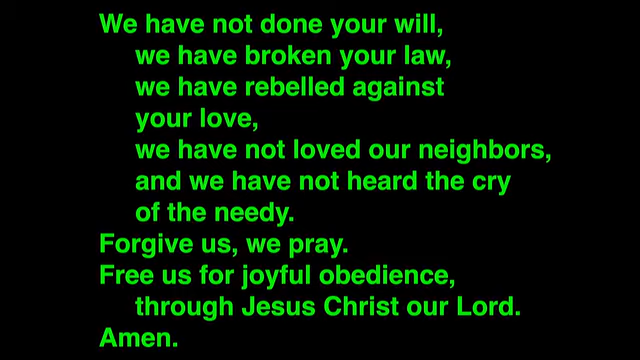 We have not done your will,
we have broken your law,
we have rebelled against
your love,
we have not loved our neighbors,
and we have not heard the cry
of the needy.
Forgive us, we pray.
Free us for joyful obedience,
through Jesus Christ our Lord.
Amen.